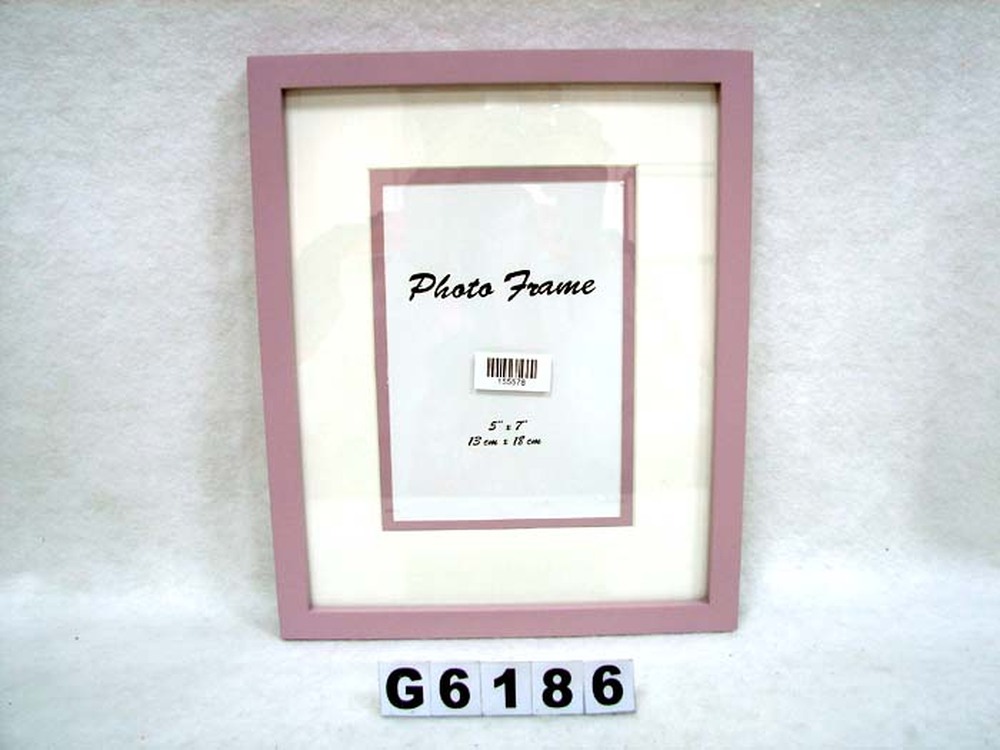 Photo Frame
155578
5" x 7"
13 cm x 18 cm
G6186